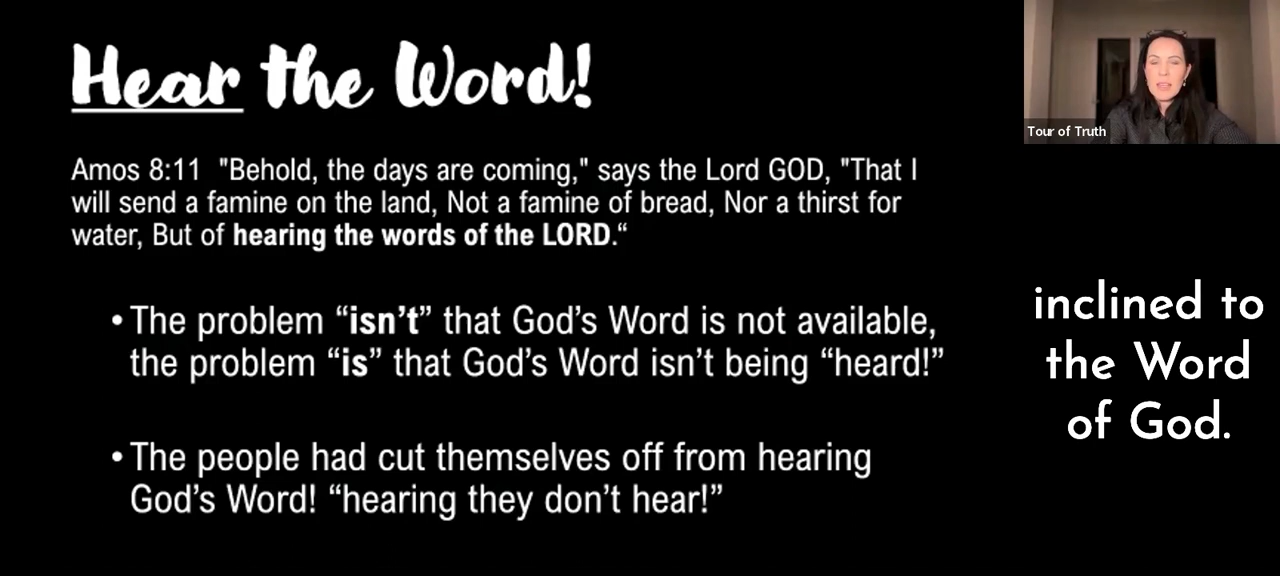 Hear the Word!
Tour of Truth
Amos 8:11 "Behold, the days are coming," says the Lord GOD, "That I
will send a famine on the land, Not a famine of bread, Nor a thirst for
water, But of hearing the words of the LORD.“
• The problem “isn’t” that God’s Word is not available,
the problem “is” that God’s Word isn’t being “heard!”
• The people had cut themselves off from hearing
God’s Word! “hearing they don’t hear!”
inclined to
the Word
of God.